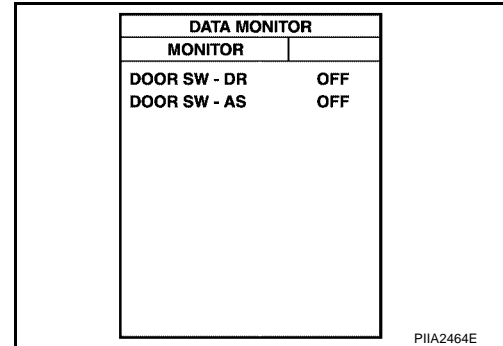 DATA MONITOR
MONITOR
DOOR SW - DR OFF
DOOR SW - AS OFF
PIIA2464E